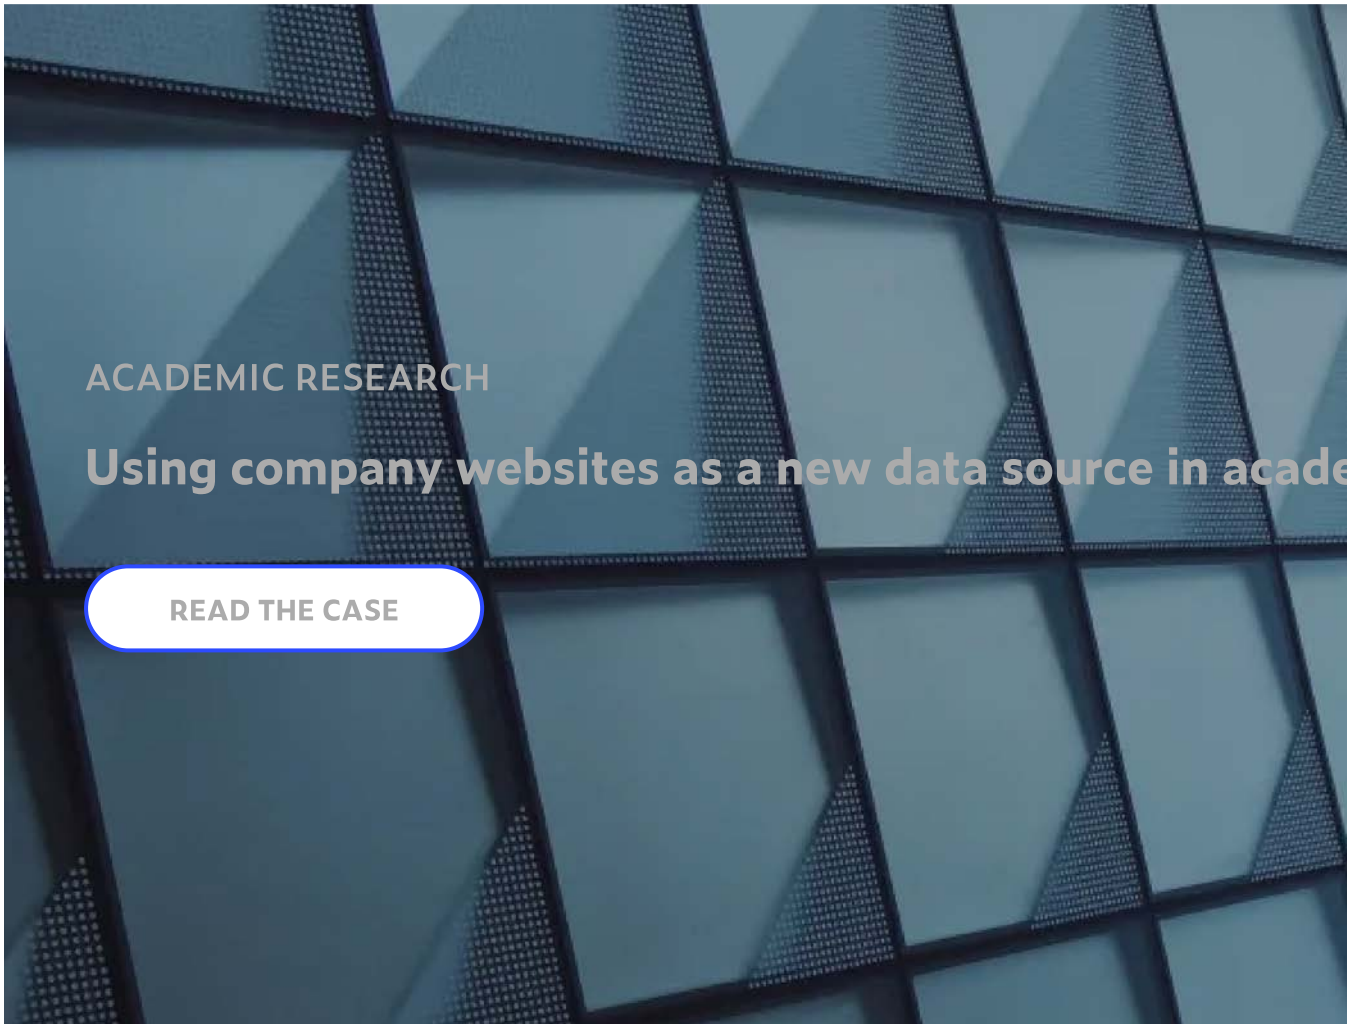 ACADEMIC RESEARCH
Using company websites as a new data source in acade
READ THE CASE